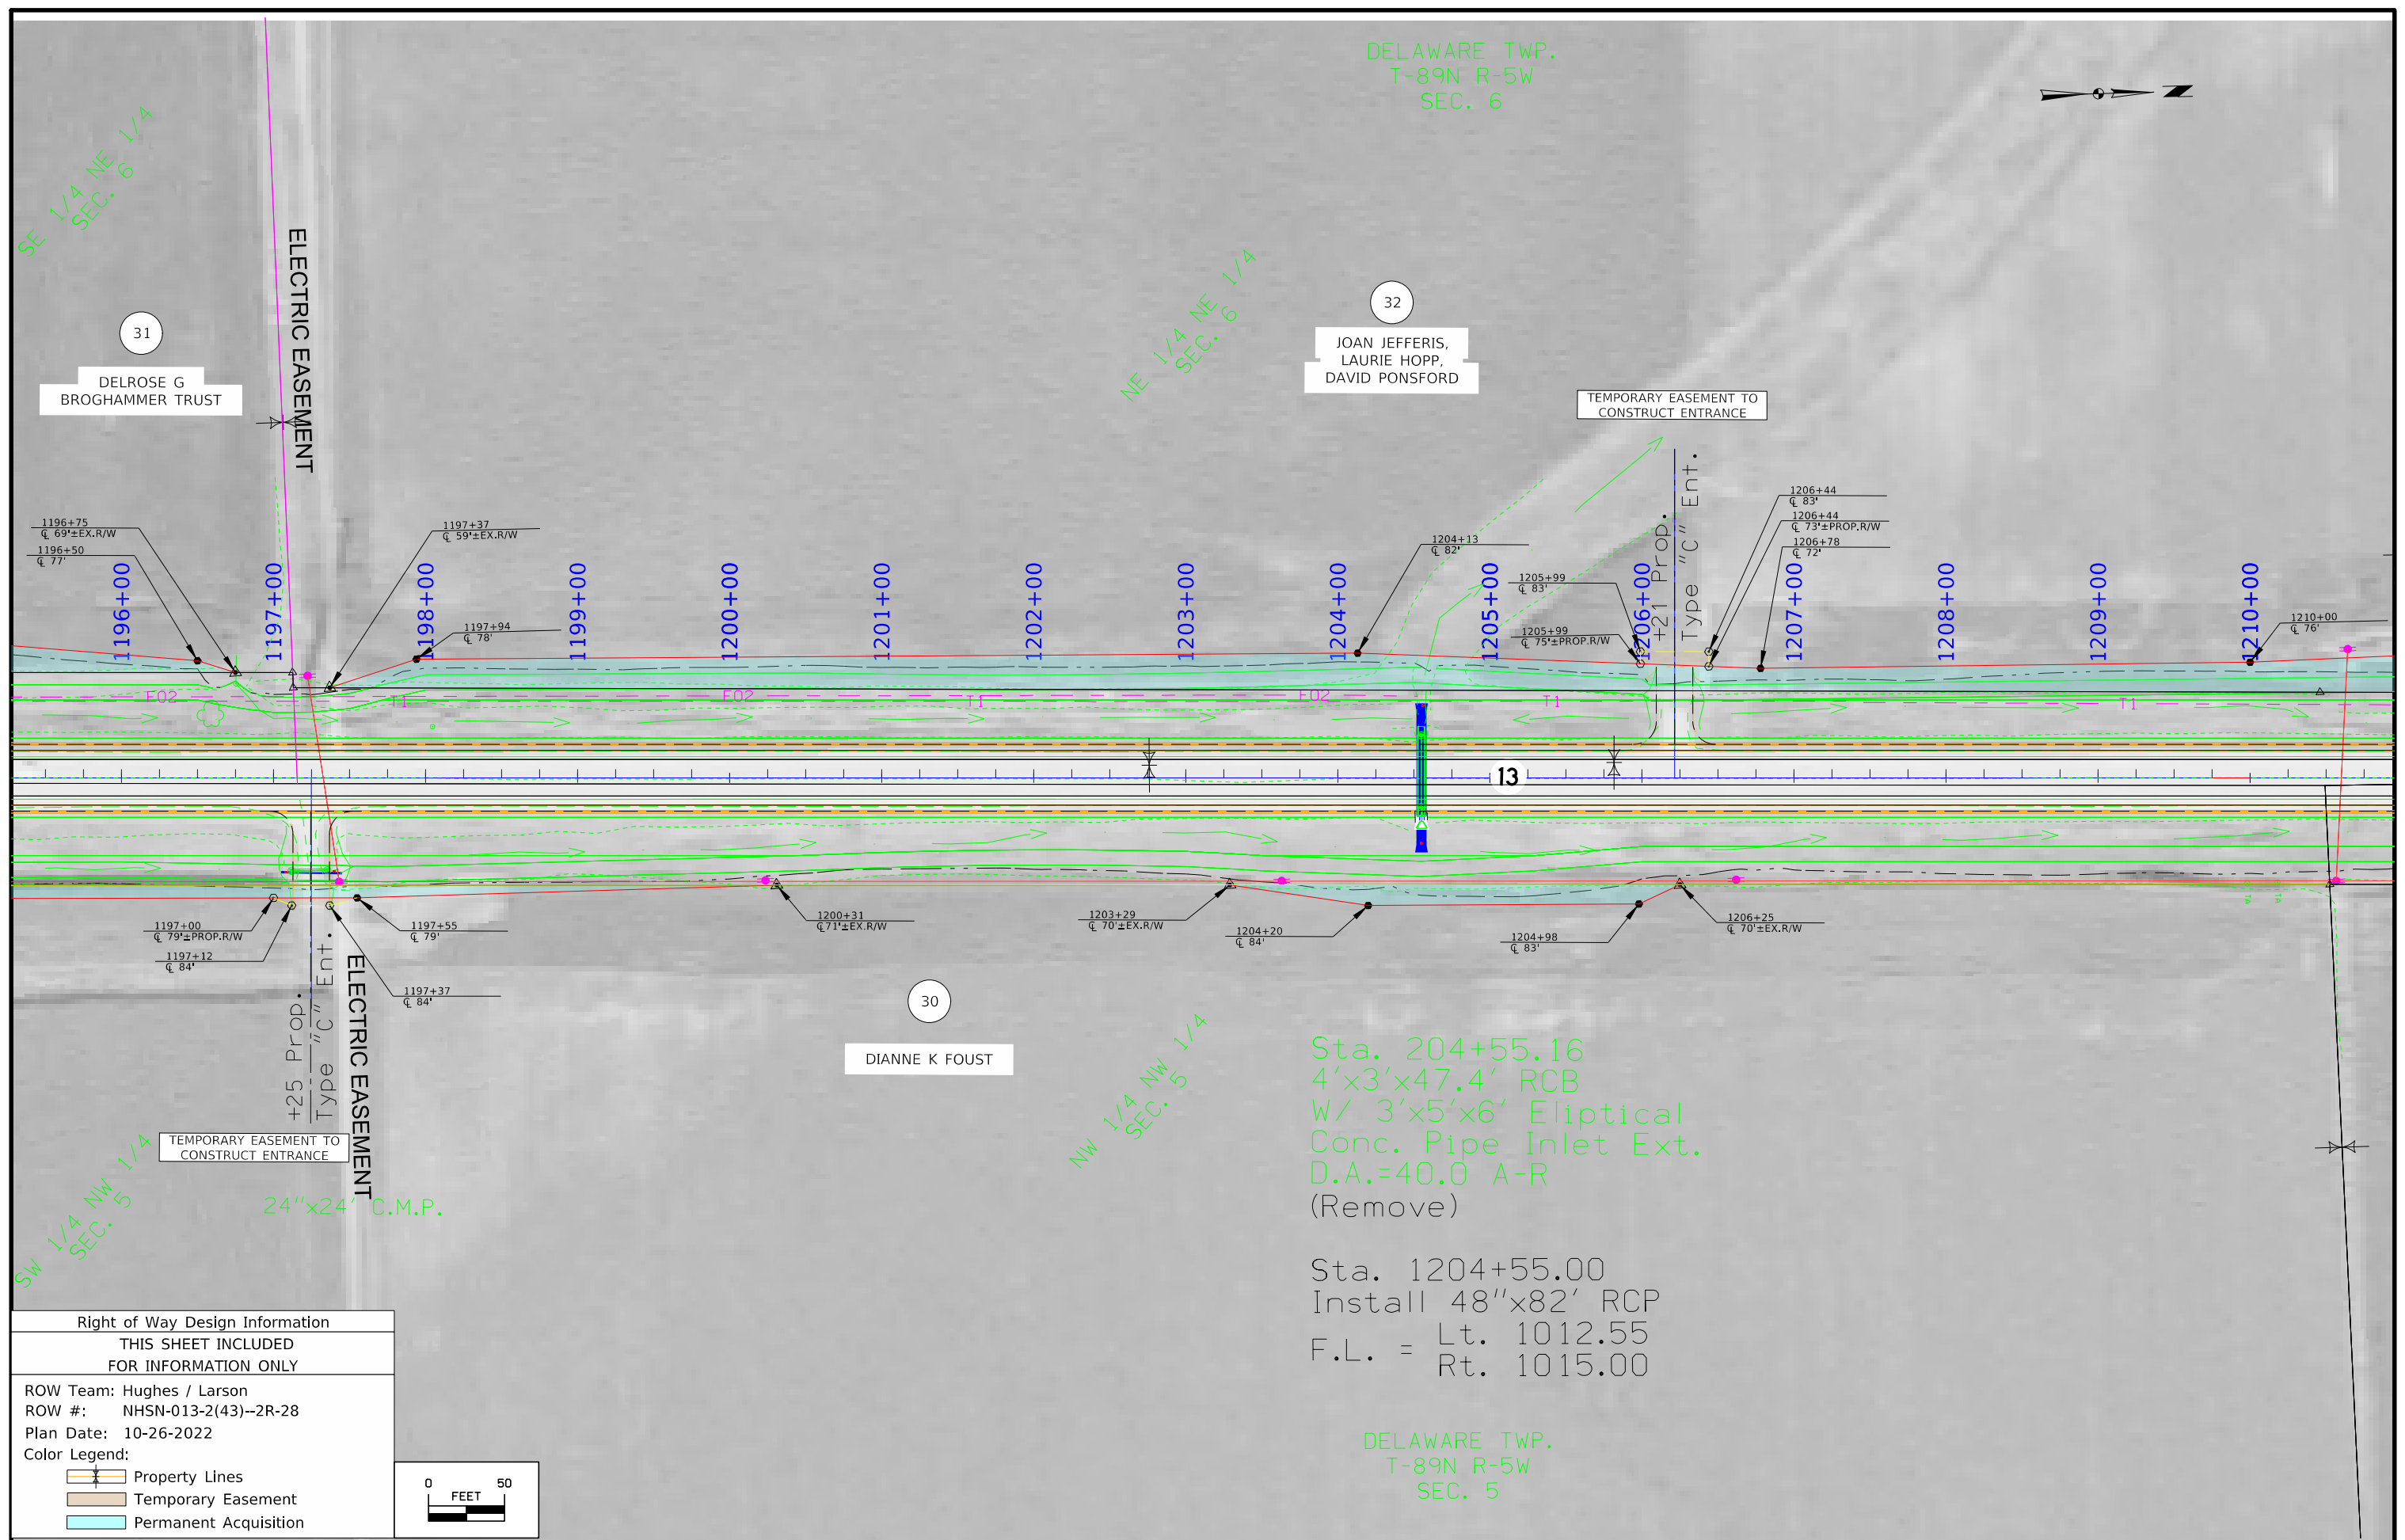 DELAWARE TWP.
T-89N R-5W
SEC. 6
SE 1/4 NE 1/4
SEC. 6
ELECTRIC EASEMENT
31
DELROSE G
BROGHAMMER TRUST
NE 1/4 NE 1/4
SEC. 6
32
JOAN JEFFERIS,
LAURIE HOPP,
DAVID PONSFORD
TEMPORARY EASEMENT TO
CONSTRUCT ENTRANCE
+21 Prop.
Type "C" Ent.
1196+75
℄ 69'±EX.R/W
1196+50
℄ 77'
1197+37
℄ 59'±EX.R/W
1197+94
℄ 78'
1204+13
℄ 82'
1205+99
℄ 83'
1205+99
℄ 75'±PROP.R/W
1206+44
℄ 83'
1206+44
℄ 73'±PROP.R/W
1206+78
℄ 72'
1210+00
℄ 76'
1196+00
1197+00
1198+00
1199+00
1200+00
1201+00
1202+00
1203+00
1204+00
1205+00
1206+00
1207+00
1208+00
1209+00
1210+00
FO2
T1
FO2
T1
FO2
T1
T1
13
1197+00
℄ 79'±PROP.R/W
1197+12
℄ 84'
1197+55
℄ 79'
1197+37
℄ 84'
1200+31
℄71'±EX.R/W
1203+29
℄ 70'±EX.R/W
1204+20
℄ 84'
1204+98
℄ 83'
1206+25
℄ 70'±EX.R/W
+25 Prop.
Type "C" Ent.
ELECTRIC EASEMENT
TEMPORARY EASEMENT TO
CONSTRUCT ENTRANCE
24"x24' C.M.P.
SW 1/4 NW 1/4
SEC. 5
30
DIANNE K FOUST
NW 1/4 NW 1/4
SEC. 5
Sta. 204+55.16
4'x3'x47.4' RCB
W/ 3'x5'x6' Eliptical
Conc. Pipe Inlet Ext.
D.A.=40.0 A-R
(Remove)
Sta. 1204+55.00
Install 48"x82' RCP
F.L. = Lt. 1012.55
Rt. 1015.00
DELAWARE TWP.
T-89N R-5W
SEC. 5
Right of Way Design Information
THIS SHEET INCLUDED
FOR INFORMATION ONLY
ROW Team: Hughes / Larson
ROW #: NHSN-013-2(43)--2R-28
Plan Date: 10-26-2022
Color Legend:
Property Lines
Temporary Easement
Permanent Acquisition
0 50
FEET